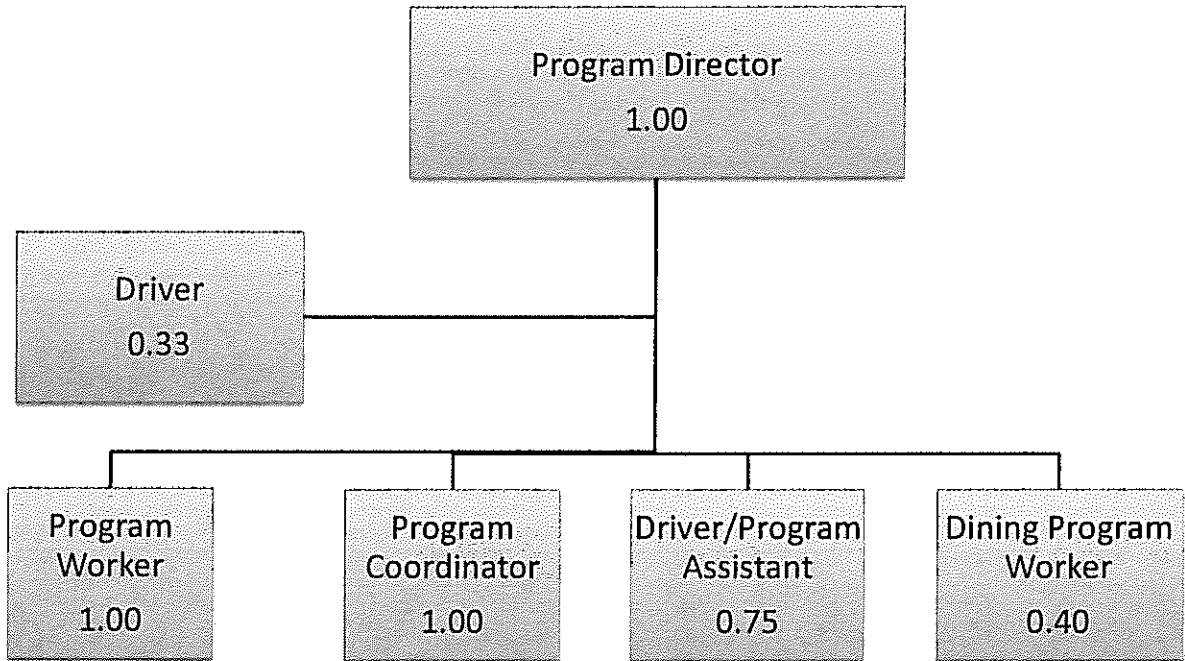 Program Director
1.00
Driver
0.33
Program
Worker
1.00
Program
Coordinator
1.00
Driver/Program
Assistant
0.75
Dining Program
Worker
0.40